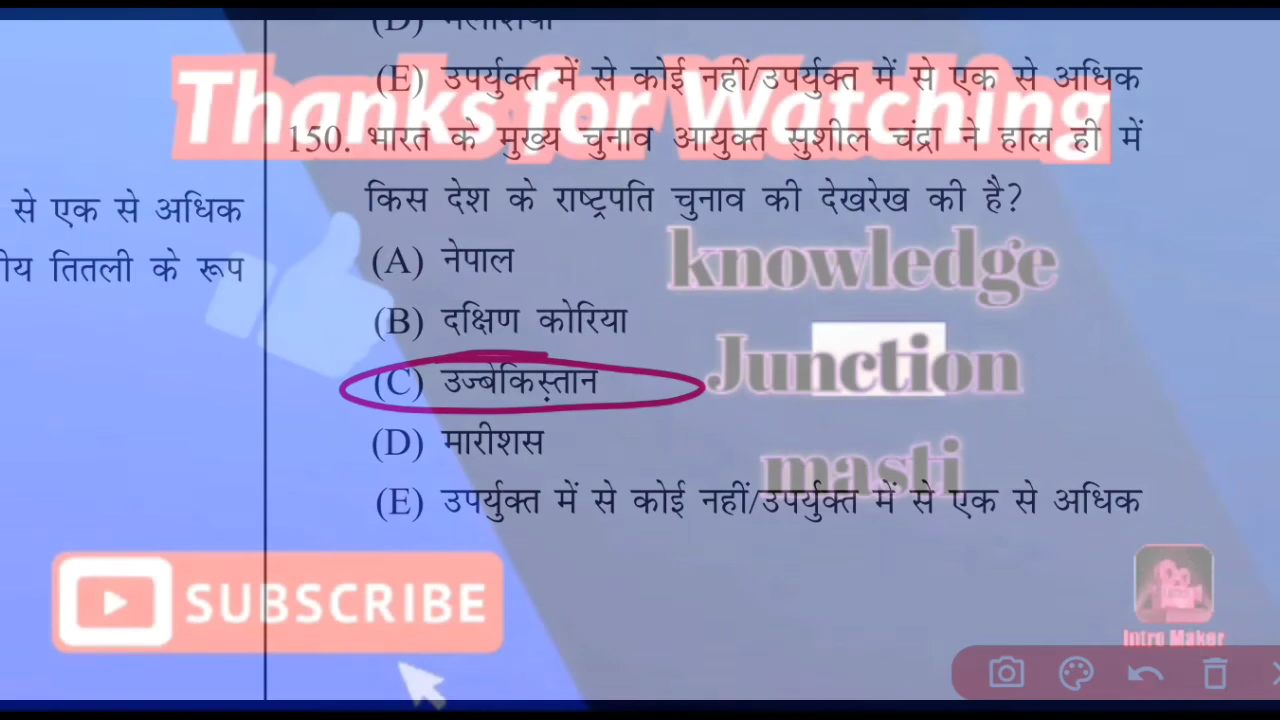 (D) मलेशिया
(E) उपर्युक्त में से कोई नहीं/उपर्युक्त में से एक से अधिक
Thanks for Watching
150. भारत के मुख्य चुनाव आयुक्त सुशील चंद्रा ने हाल ही में
किस देश के राष्ट्रपति चुनाव की देखरेख की है?
से एक से अधिक
ीय तितली के रूप
(A) नेपाल
(B) दक्षिण कोरिया
(C) उज्बेकिस्तान
(D) मारीशस
(E) उपर्युक्त में से कोई नहीं/उपर्युक्त में से एक से अधिक
knowledge
Junction
masti
SUBSCRIBE
Intro Maker